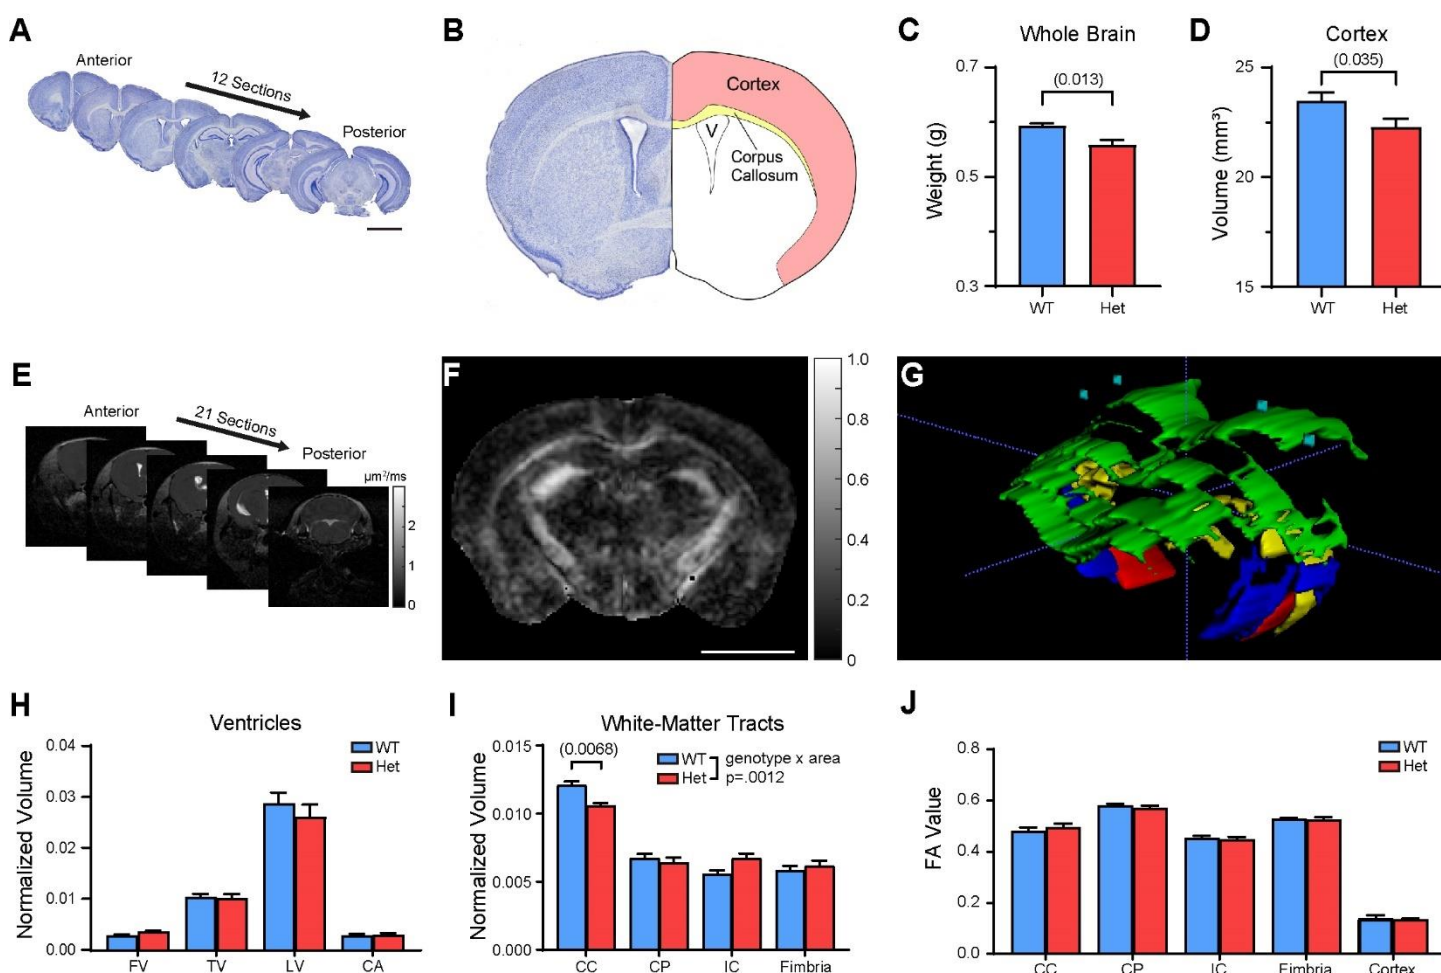 A
Anterior
12 Sections
Posterior
B
Cortex
V
Corpus
Callosum
C
Whole Brain
(0.013)
0.7
0.5
0.3
Weight (g)
WT
Het
D
Cortex
(0.035)
25
22
15
Volume (mm³)
WT
Het
E
Anterior
21 Sections
Posterior
µm²/ms
2
1
0
F
1.0
0.8
0.6
0.4
0.2
0
G
H
Ventricles
0.04
0.03
0.02
0.01
0.00
Normalized Volume
WT
Het
FV
TV
LV
CA
I
White-Matter Tracts
0.015
0.010
0.005
0.000
Normalized Volume
(0.0068)
WT
Het
genotype x area
p=.0012
CC
CP
IC
Fimbria
J
0.8
0.6
0.4
0.2
0.0
FA Value
WT
Het
CC
CP
IC
Fimbria
Cortex